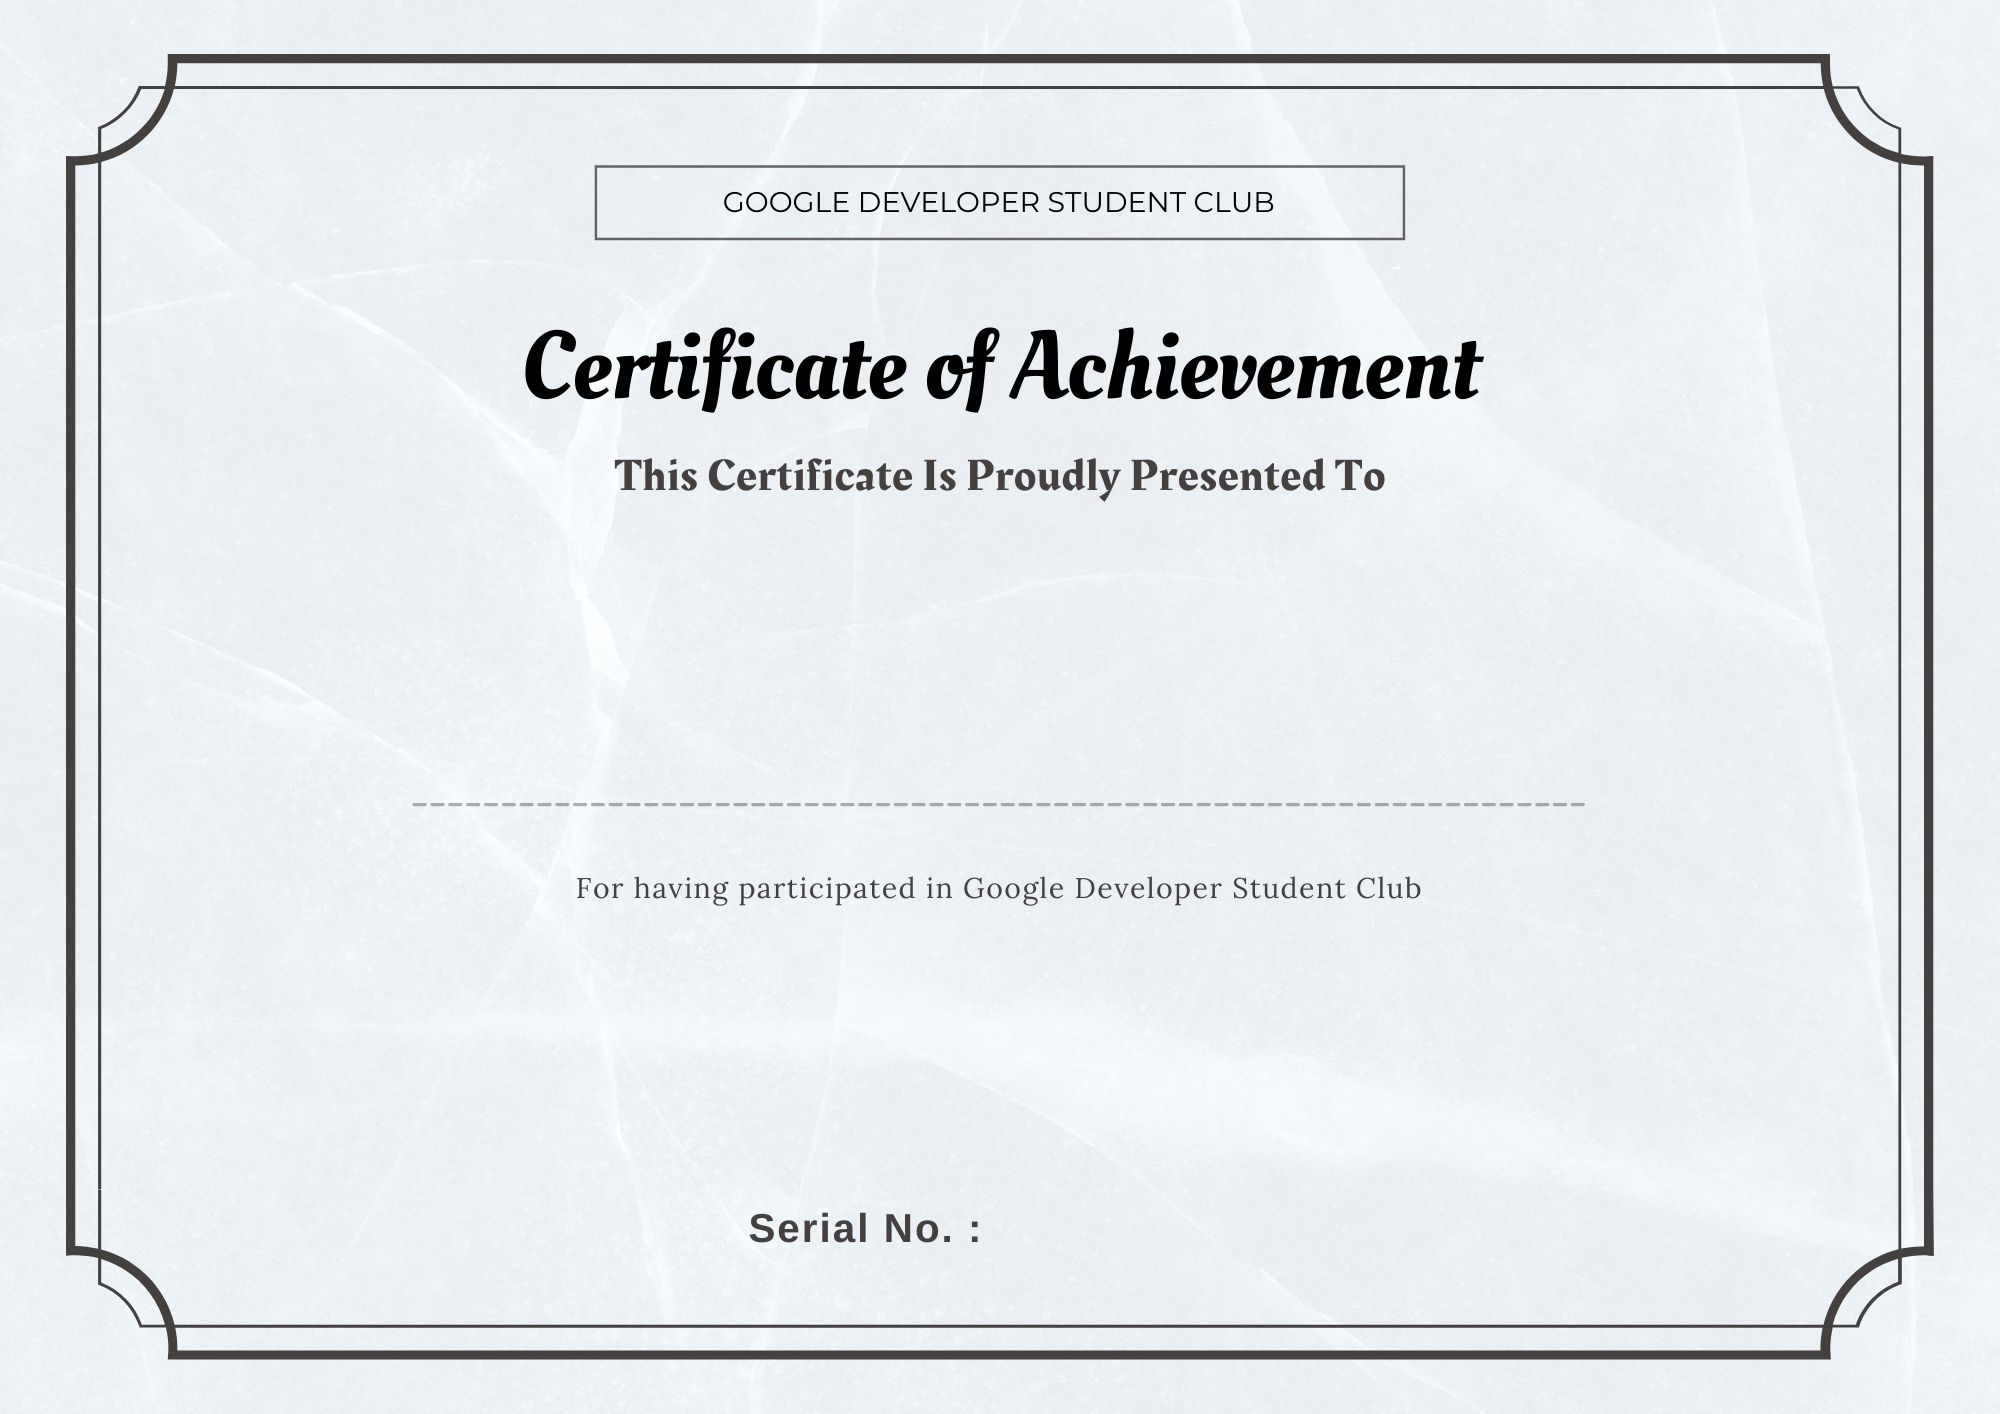 GOOGLE DEVELOPER STUDENT CLUB
Certificate of Achievement
This Certificate Is Proudly Presented To
For having participated in Google Developer Student Club
Serial No. :